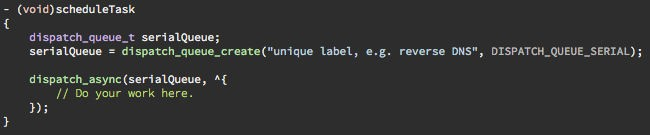 - (void)scheduleTask
{
    dispatch_queue_t serialQueue;
    serialQueue = dispatch_queue_create("unique label, e.g. reverse DNS", DISPATCH_QUEUE_SERIAL);
    dispatch_async(serialQueue, ^{
        // Do your work here.
    });
}